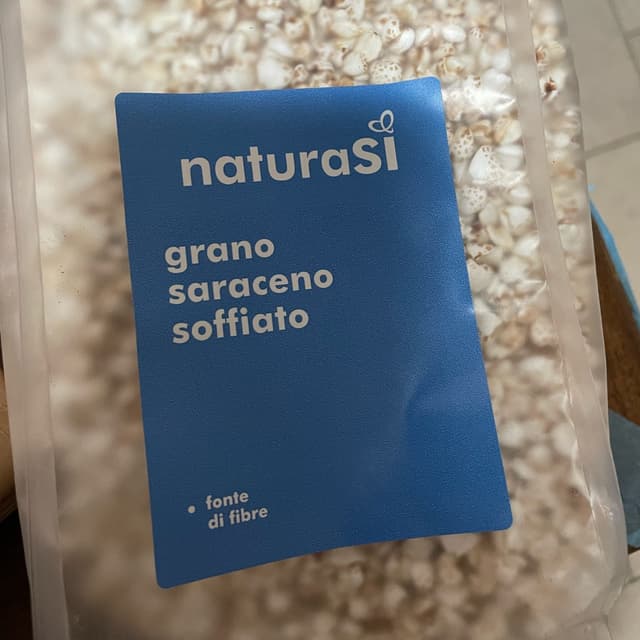 naturasì
grano
saraceno
soffiato
• fonte
di fibre